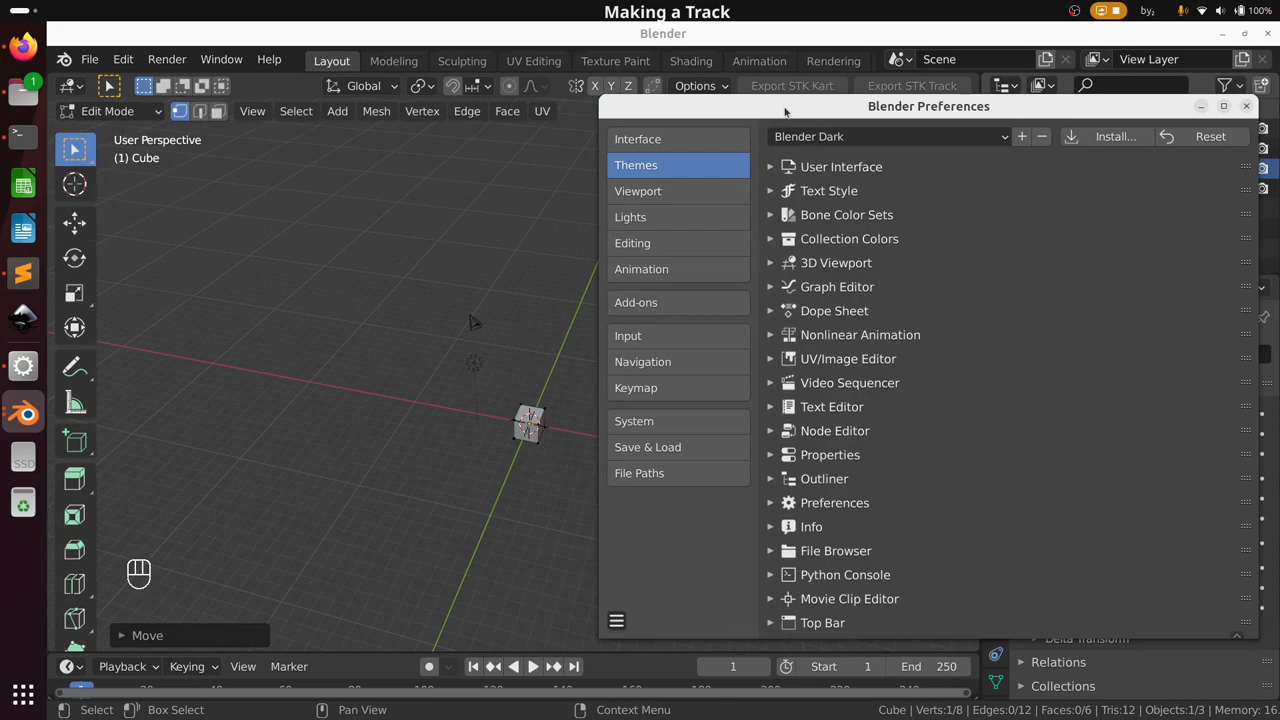 Making a Track
by₂
100%
Blender
File Edit Render Window Help
Layout Modeling Sculpting UV Editing Texture Paint Shading Animation Rendering
Scene
View Layer
Global
X Y Z
Options
Export STK Kart
Export STK Track
Edit Mode
View Select Add Mesh Vertex Edge Face UV
User Perspective
(1) Cube
Blender Preferences
Interface
Themes
Viewport
Lights
Editing
Animation
Add-ons
Input
Navigation
Keymap
System
Save & Load
File Paths
Blender Dark
Install...
Reset
User Interface
Text Style
Bone Color Sets
Collection Colors
3D Viewport
Graph Editor
Dope Sheet
Nonlinear Animation
UV/Image Editor
Video Sequencer
Text Editor
Node Editor
Properties
Outliner
Preferences
Info
File Browser
Python Console
Movie Clip Editor
Top Bar
1
SSD
Move
Delta Transform
Relations
Collections
Playback Keying View Marker
1
Start 1
End 250
Select
Box Select
Pan View
Context Menu
Cube | Verts:1/8 | Edges:0/12 | Faces:0/6 | Tris:12 | Objects:1/3 | Memory: 16